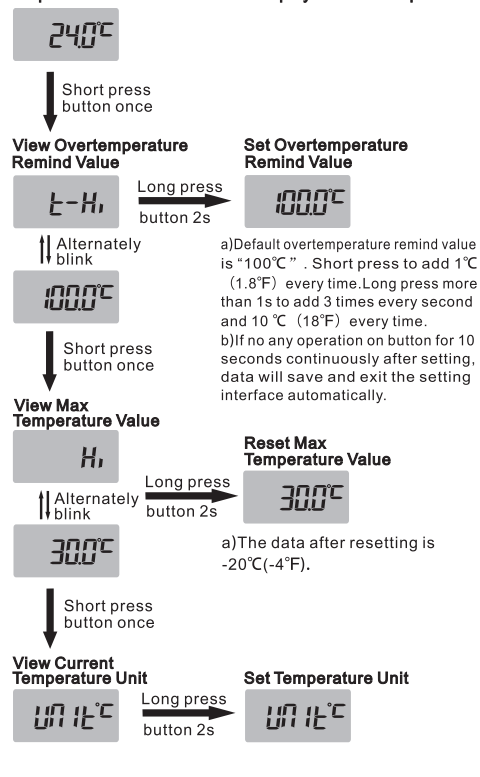 24.0℃
Short press
button once
View Overtemperature
Remind Value
t-Hi
Long press
button 2s
Set Overtemperature
Remind Value
100.0℃
Alternately
blink
100.0℃
a)Default overtemperature remind value
is “100℃” . Short press to add 1℃
（1.8℉）every time.Long press more
than 1s to add 3 times every second
and 10 ℃（18℉）every time.
b)If no any operation on button for 10
seconds continuously after setting,
data will save and exit the setting
interface automatically.
Short press
button once
View Max
Temperature Value
Hi
Alternately
blink
30.0℃
Long press
button 2s
Reset Max
Temperature Value
30.0℃
a)The data after resetting is
-20℃(-4℉).
Short press
button once
View Current
Temperature Unit
UNIt℃
Long press
button 2s
Set Temperature Unit
UNIt℃